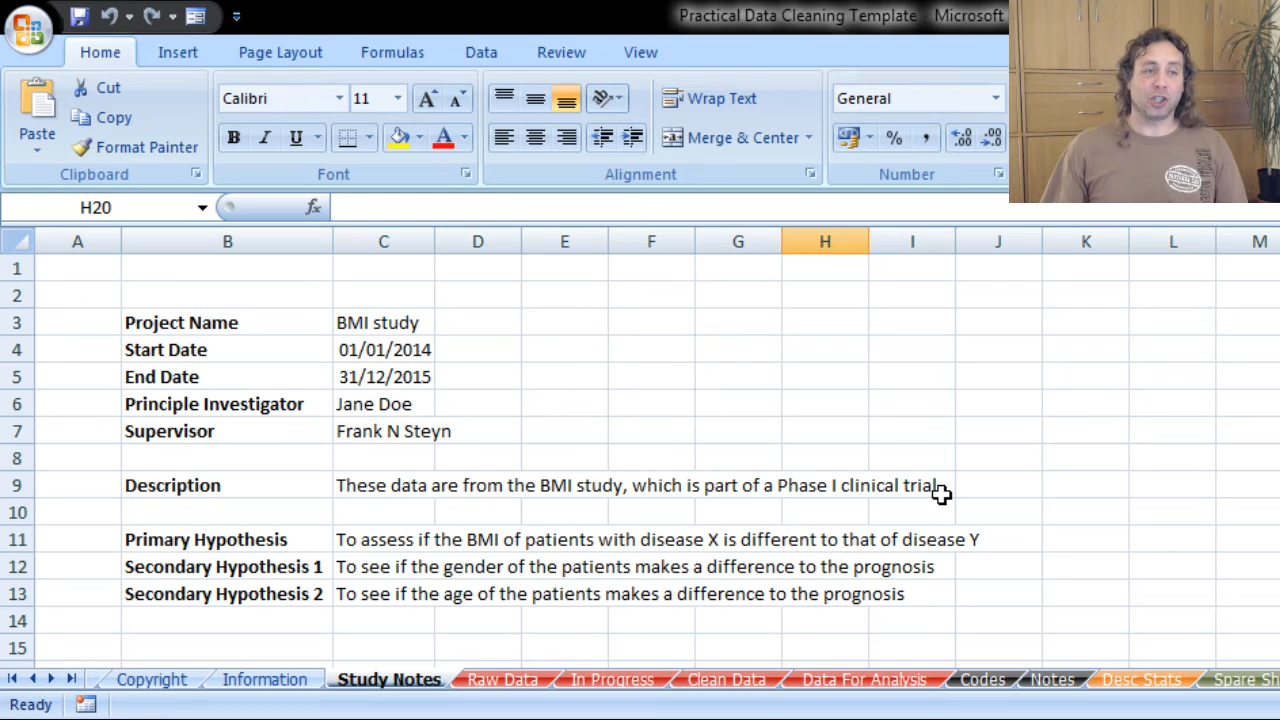 Practical Data Cleaning Template - Microsoft
Home Insert Page Layout Formulas Data Review View
Paste
Cut
Copy
Format Painter
Clipboard
Calibri 11
B I U
Font
Wrap Text
Merge & Center
Alignment
General
Number
H20 fx
A B C D E F G H I J K L M
1
2
3 Project Name BMI study
4 Start Date 01/01/2014
5 End Date 31/12/2015
6 Principle Investigator Jane Doe
7 Supervisor Frank N Steyn
8
9 Description These data are from the BMI study, which is part of a Phase I clinical trial
10
11 Primary Hypothesis To assess if the BMI of patients with disease X is different to that of disease Y
12 Secondary Hypothesis 1 To see if the gender of the patients makes a difference to the prognosis
13 Secondary Hypothesis 2 To see if the age of the patients makes a difference to the prognosis
14
15
Copyright Information Study Notes Raw Data In Progress Clean Data Data For Analysis Codes Notes Desc Stats Spare Sh
Ready